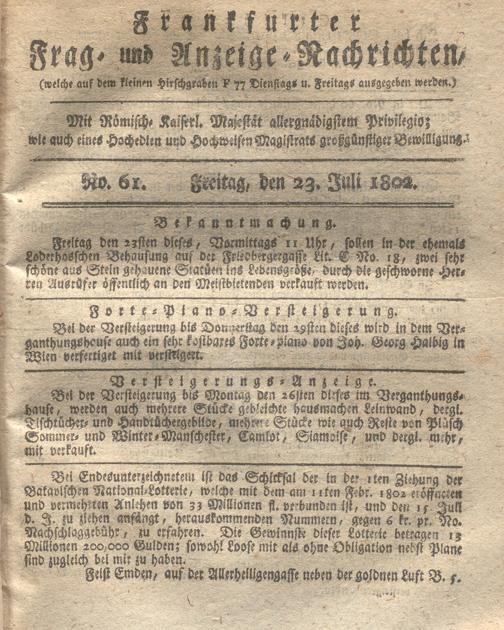 Frankfurter
Frag- und Anzeige-Nachrichten,
(welche auf dem kleinen Hirschgraben F 77 Dienstags u. Freitags ausgegeben werden.)
Mit Römisch- Kaiserl. Majestät allergnädigstem Privilegio;
wie auch eines Hochedlen und Hochweisen Magistrats großgünstiger Bewilligung.
No. 61. Freitag, den 23. Juli 1802.
Bekanntmachung.
Freitag den 23sten dieses, Vormittags 11 Uhr, sollen in der ehemals
Loderhosschen Behausung auf der Friedbergergasse Lit. C No. 18, zwei sehr
schöne aus Stein gehauene Statüen ins Lebensgröße, durch die geschworne Her-
ren Ausrüfer öffentlich an den Meistbietenden verkauft werden.
Forte-Piano-Versteigerung.
Bei der Versteigerung bis Donnerstag den 29sten dieses wird in dem Ver-
ganthungshause auch ein sehr kostbares Forte-piano von Joh. Georg Halbig in
Wien verfertiget mit versteigert.
Versteigerungs-Anzeige.
Bei der Versteigerung bis Montag den 26sten dieses im Verganthungs-
hause, werden auch mehrere Stücke gebleichte hausmachen Leinwand, dergl.
Tischtücher- und Handtüchergebilde, mehrere Stücke wie auch Reste von Plüsch
Sommer- und Winter-Manschester, Camlot, Siamoise, und dergl. mehr,
mit verkauft.
Bei Endesunterzeichnetem ist das Schicksal der in der 1ten Ziehung der
Batavischen National-Lotterie, welche mit dem am 11ten Febr. 1802 eröffneten
und vermehrten Anlehen von 33 Millionen fl. verbunden ist, und den 15 Juli
d. J. zu ziehen anfängt, herauskommenden Nummern, gegen 6 kr. pr. No.
Nachschlaggebühr, zu erfahren. Die Gewinnste dieser Lotterie betragen 13
Millionen 200,000 Gulden; sowohl Loose mit als ohne Obligation nebst Plane
sind zugleich bei mir zu haben.
Feist Emden, auf der Allerheiligengasse neben der goldnen Luft B. 5.